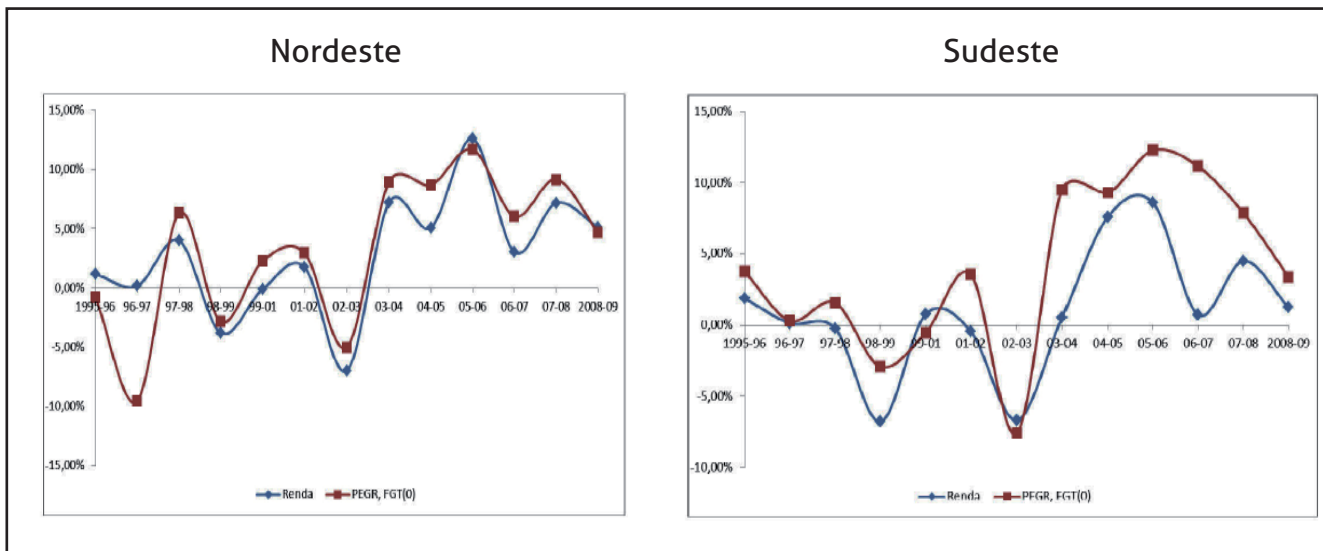 Nordeste
15,00%
10,00%
5,00%
0,00%
1995-96 96-97 97-98 98-99 99-01 01-02 02-03 03-04 04-05 05-06 06-07 07-08 2008-09
-5,00%
-10,00%
-15,00%
Renda PEGR, FGT(0)
Sudeste
15,00%
10,00%
5,00%
0,00%
1995-96 96-97 97-98 98-99 99-01 01-02 02-03 03-04 04-05 05-06 06-07 07-08 2008-09
-5,00%
-10,00%
Renda PEGR, FGT(0)